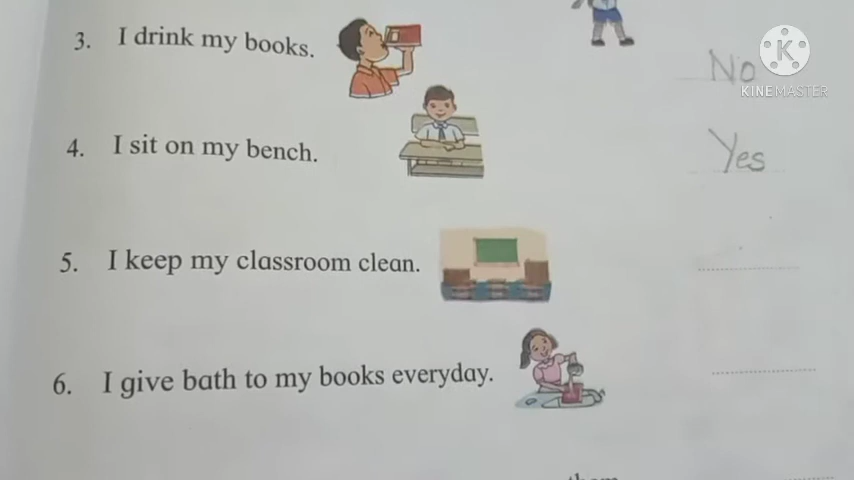 3. I drink my books.
No
KINEMASTER
4. I sit on my bench.
Yes
5. I keep my classroom clean.
6. I give bath to my books everyday.